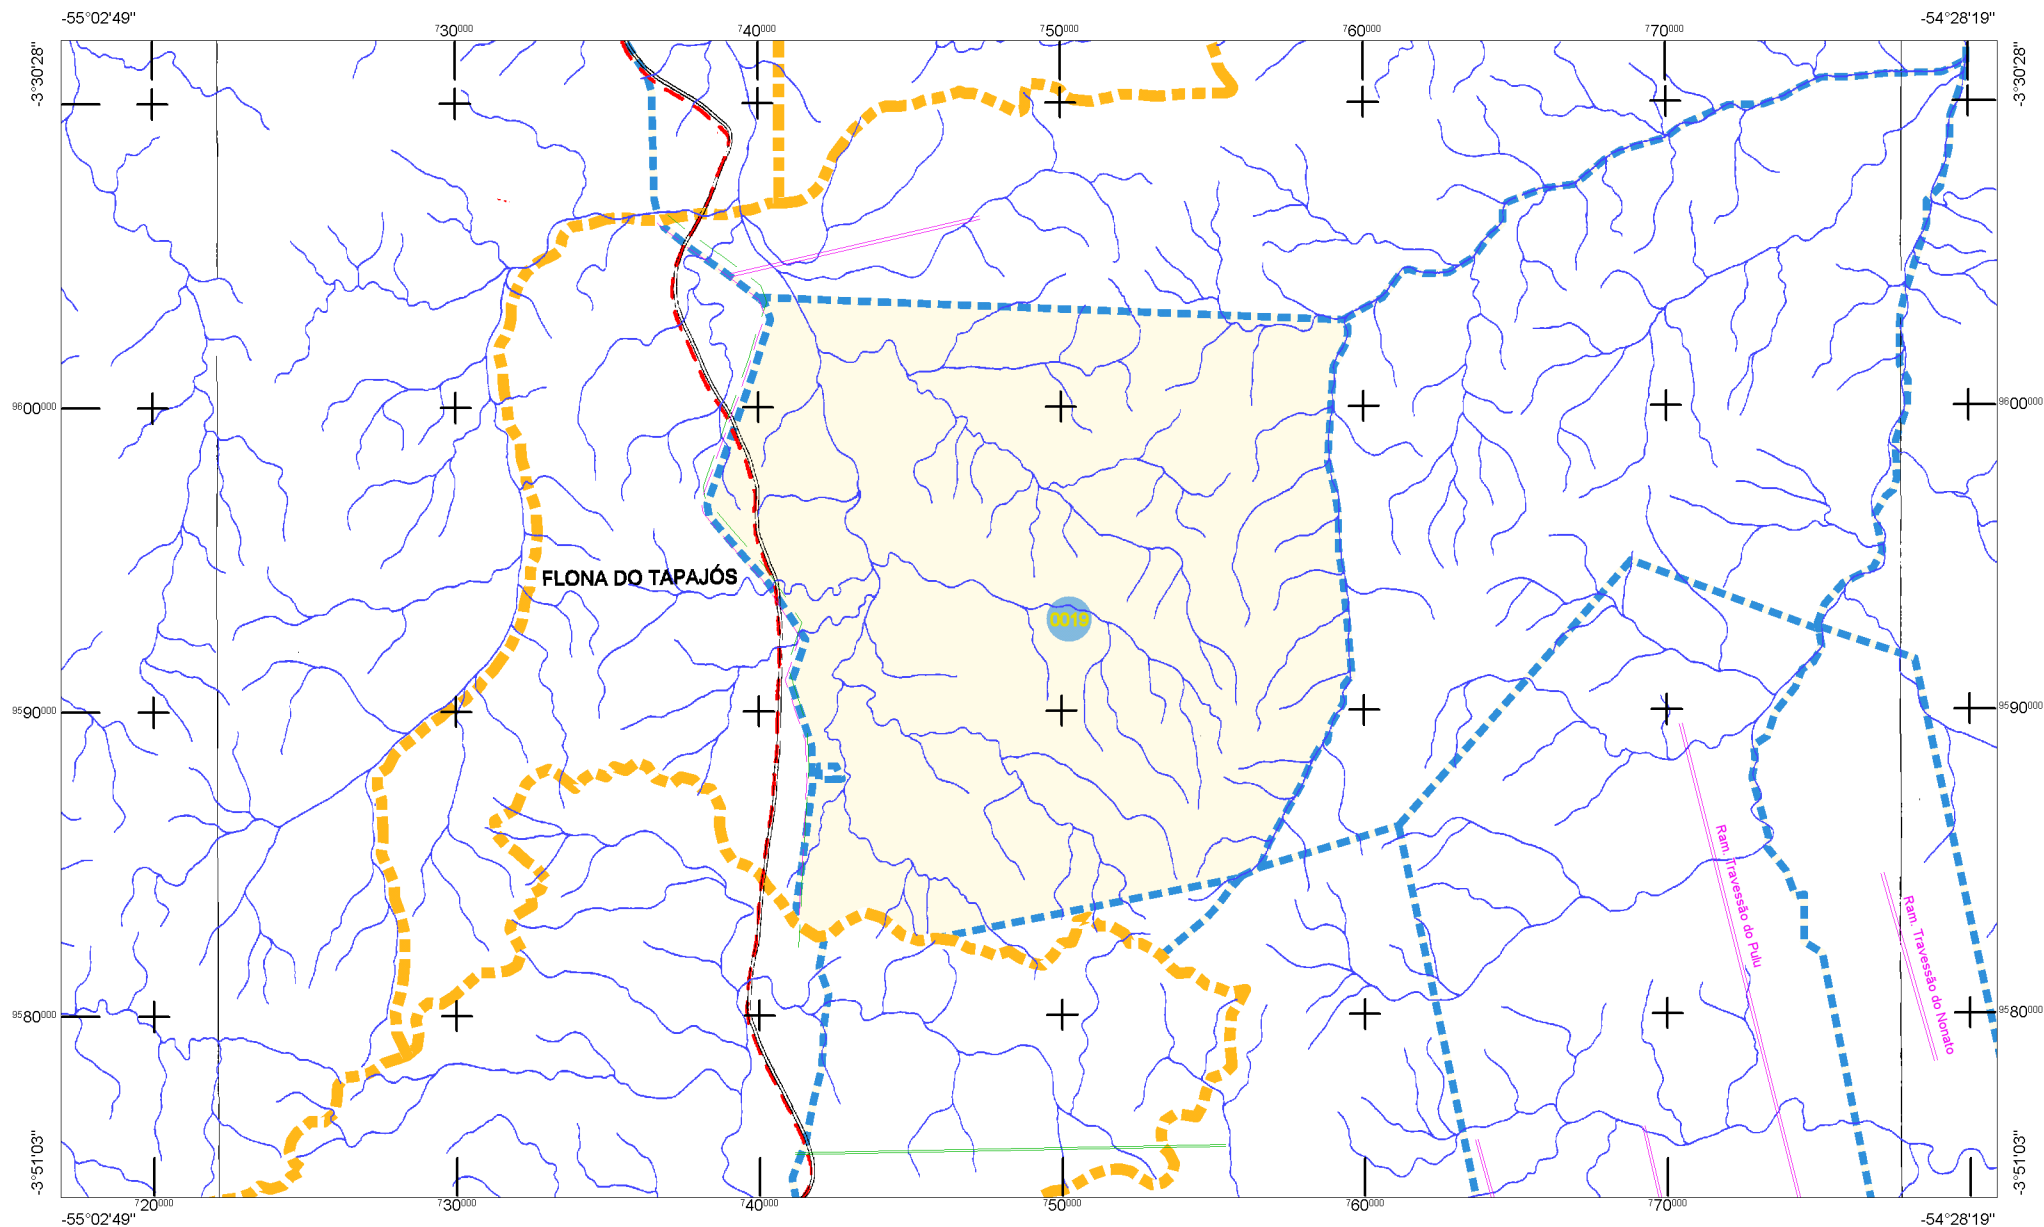 -55°02'49" -54°28'19"
730000 740000 750000 760000 770000
-3°30'28" -3°30'28"
9600000 9600000
FLONA DO TAPAJÓS
0019
9590000 9590000
Ram. Travessão do Pulu
Ram. Travessão do Nonato
9580000 9580000
-3°51'03" -3°51'03"
720000 730000 740000 750000 760000 770000
-55°02'49" -54°28'19"